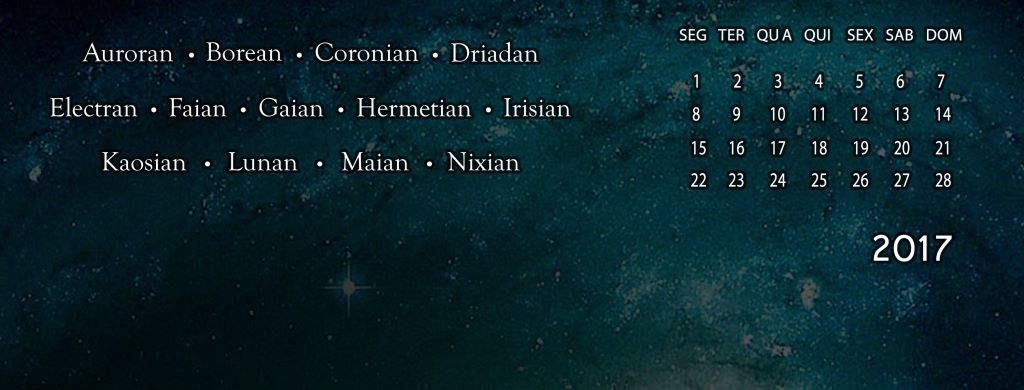 Auroran • Borean • Coronian • Driadan
Electran • Faian • Gaian • Hermetian • Irisian
Kaosian • Lunan • Maian • Nixian
SEG TER QUA QUI SEX SAB DOM
1 2 3 4 5 6 7
8 9 10 11 12 13 14
15 16 17 18 19 20 21
22 23 24 25 26 27 28
2017